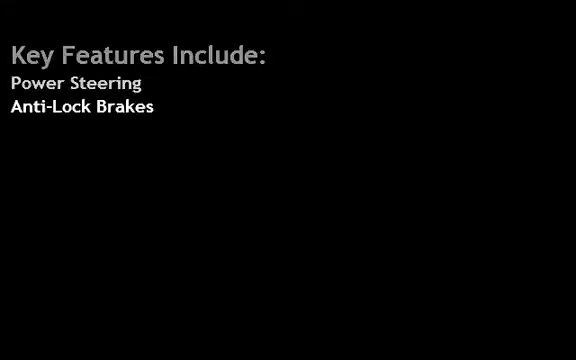 Key Features Include:
Power Steering
Anti-Lock Brakes